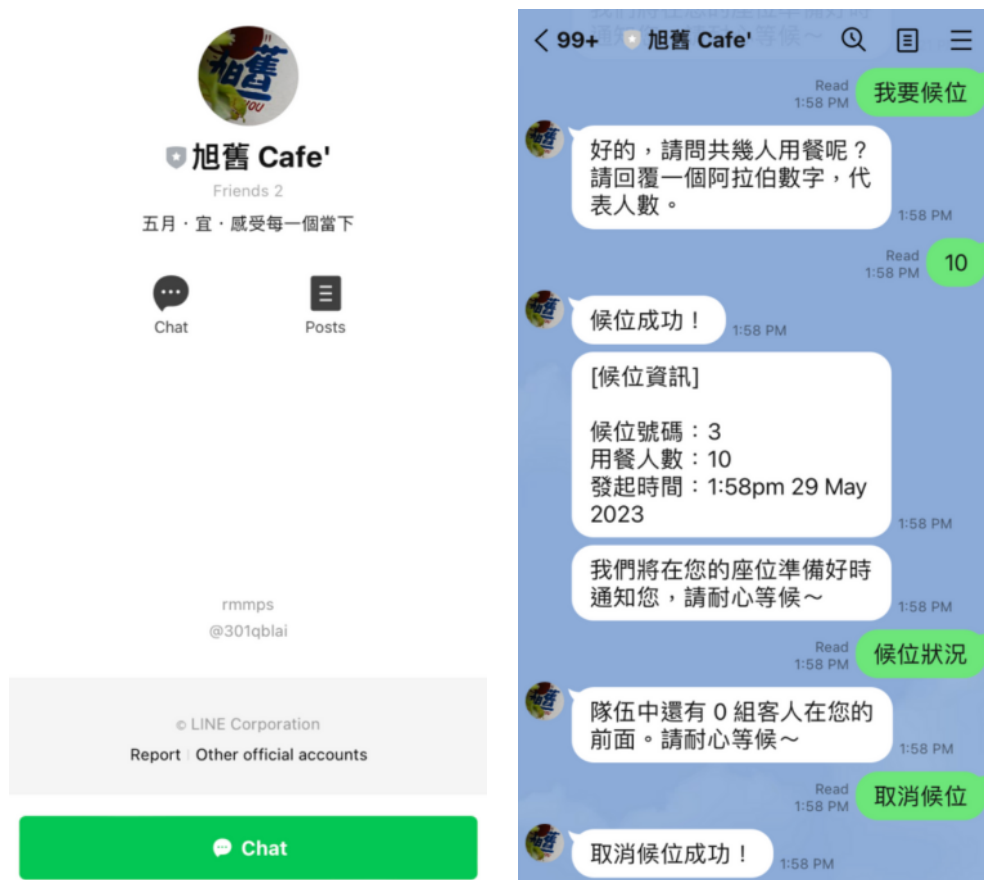 旭舊
YOU
旭舊 Cafe'
Friends 2
五月・宜・感受每一個當下
Chat
Posts
rmmps
@301qblai
© LINE Corporation
Report
Other official accounts
Chat
99+
旭舊 Cafe'
Read
1:58 PM
我要候位
好的，請問共幾人用餐呢？
請回覆一個阿拉伯數字，代
表人數。
1:58 PM
Read
1:58 PM
10
候位成功！
1:58 PM
[候位資訊]
候位號碼：3
用餐人數：10
發起時間：1:58pm 29 May
2023
1:58 PM
我們將在您的座位準備好時
通知您，請耐心等候～
1:58 PM
Read
1:58 PM
候位狀況
隊伍中還有 0 組客人在您的
前面。請耐心等候～
1:58 PM
Read
1:58 PM
取消候位
取消候位成功！
1:58 PM